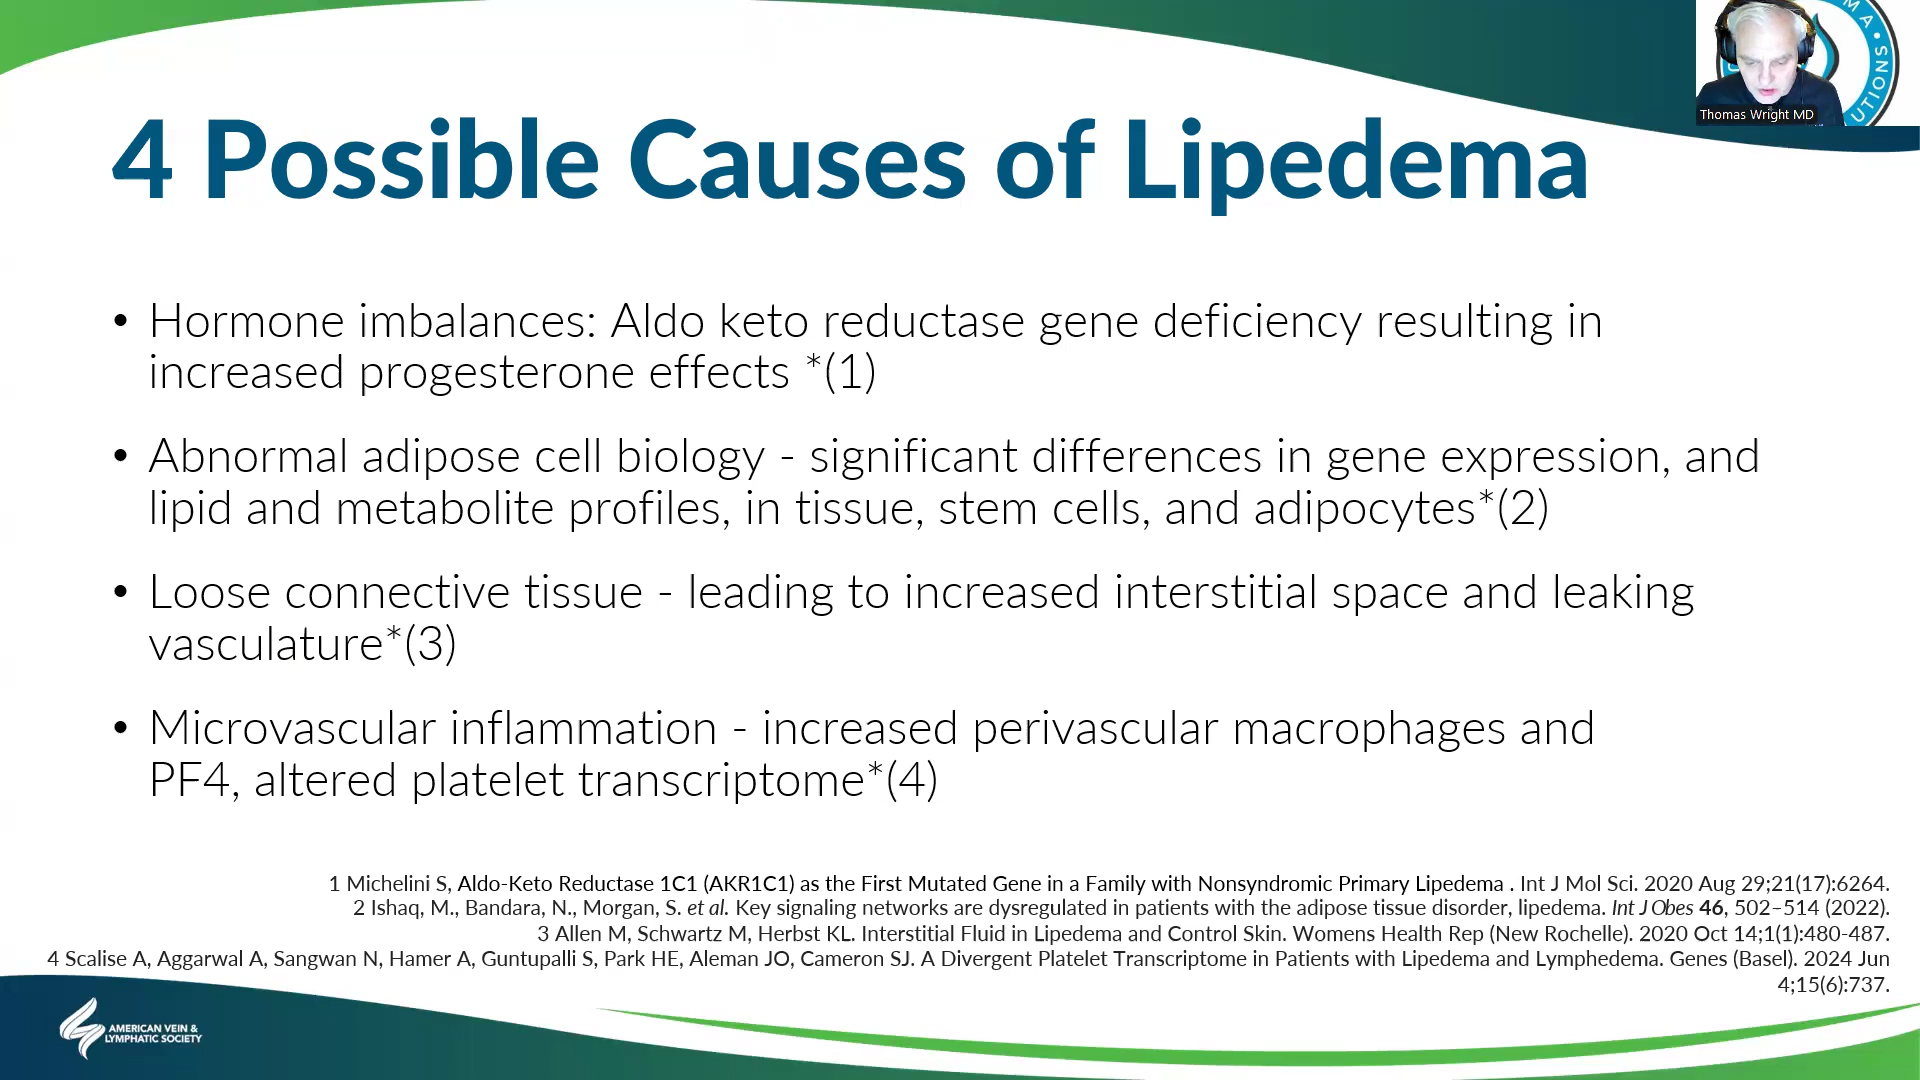 4 Possible Causes of Lipedema
• Hormone imbalances: Aldo keto reductase gene deficiency resulting in
increased progesterone effects *(1)
• Abnormal adipose cell biology - significant differences in gene expression, and
lipid and metabolite profiles, in tissue, stem cells, and adipocytes*(2)
• Loose connective tissue - leading to increased interstitial space and leaking
vasculature*(3)
• Microvascular inflammation - increased perivascular macrophages and
PF4, altered platelet transcriptome*(4)
1 Michelini S, Aldo-Keto Reductase 1C1 (AKR1C1) as the First Mutated Gene in a Family with Nonsyndromic Primary Lipedema . Int J Mol Sci. 2020 Aug 29;21(17):6264.
2 Ishaq, M., Bandara, N., Morgan, S. et al. Key signaling networks are dysregulated in patients with the adipose tissue disorder, lipedema. Int J Obes 46, 502–514 (2022).
3 Allen M, Schwartz M, Herbst KL. Interstitial Fluid in Lipedema and Control Skin. Womens Health Rep (New Rochelle). 2020 Oct 14;1(1):480-487.
4 Scalise A, Aggarwal A, Sangwan N, Hamer A, Guntupalli S, Park HE, Aleman JO, Cameron SJ. A Divergent Platelet Transcriptome in Patients with Lipedema and Lymphedema. Genes (Basel). 2024 Jun
4;15(6):737.
AMERICAN VEIN &
LYMPHATIC SOCIETY
Thomas Wright MD